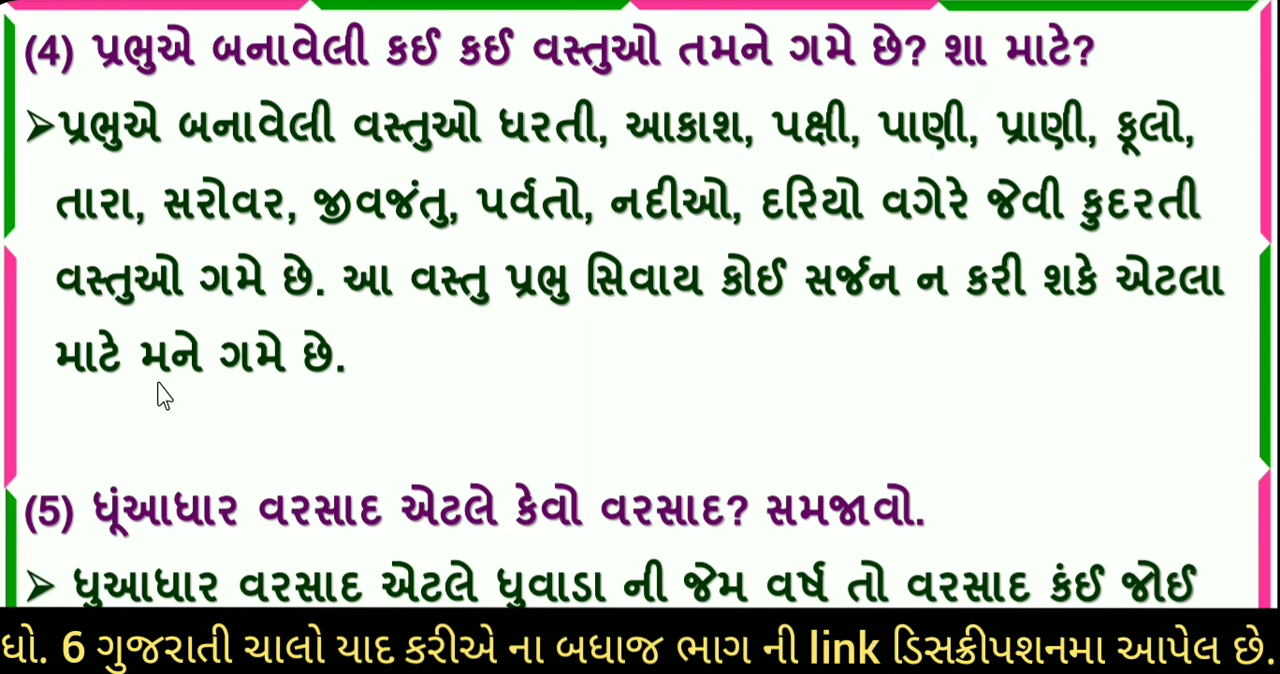 (4) પ્રભુએ બનાવેલી કઈ કઈ વસ્તુઓ તમને ગમે છે? શા માટે?
➢પ્રભુએ બનાવેલી વસ્તુઓ ધરતી, આકાશ, પક્ષી, પાણી, પ્રાણી, ફૂલો,
તારા, સરોવર, જીવજંતુ, પર્વતો, નદીઓ, દરિયો વગેરે જેવી કુદરતી
વસ્તુઓ ગમે છે. આ વસ્તુ પ્રભુ સિવાય કોઈ સર્જન ન કરી શકે એટલા
માટે મને ગમે છે.
(5) ધૂંઆધાર વરસાદ એટલે કેવો વરસાદ? સમજાવો.
➢ ધુઆધાર વરસાદ એટલે ધુવાડા ની જેમ વર્ષ તો વરસાદ કંઈ જોઈ
ધો. 6 ગુજરાતી ચાલો યાદ કરીએ ના બધાજ ભાગ ની link ડિસક્રીપશનમા આપેલ છે.